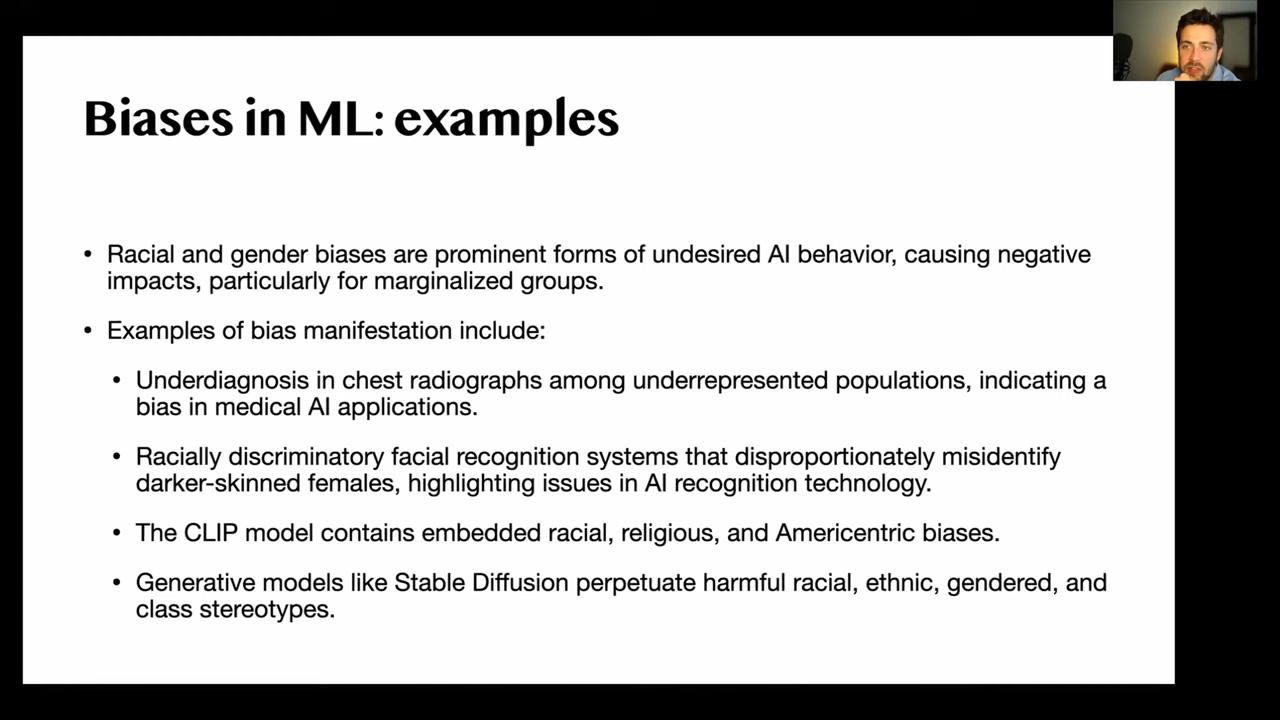 Biases in ML: examples
• Racial and gender biases are prominent forms of undesired AI behavior, causing negative
impacts, particularly for marginalized groups.
• Examples of bias manifestation include:
• Underdiagnosis in chest radiographs among underrepresented populations, indicating a
bias in medical AI applications.
• Racially discriminatory facial recognition systems that disproportionately misidentify
darker-skinned females, highlighting issues in AI recognition technology.
• The CLIP model contains embedded racial, religious, and Americentric biases.
• Generative models like Stable Diffusion perpetuate harmful racial, ethnic, gendered, and
class stereotypes.